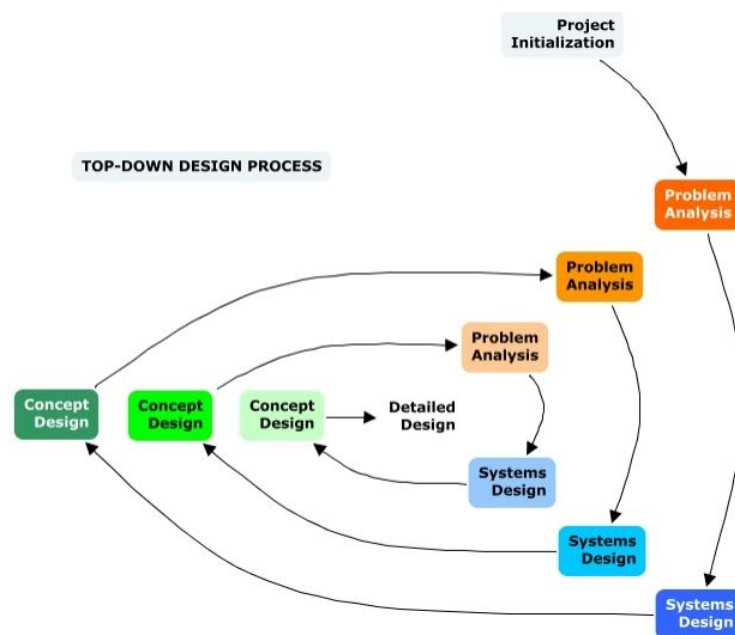 Project
Initialization
TOP-DOWN DESIGN PROCESS
Problem
Analysis
Problem
Analysis
Problem
Analysis
Concept
Design
Concept
Design
Concept
Design
Detailed
Design
Systems
Design
Systems
Design
Systems
Design